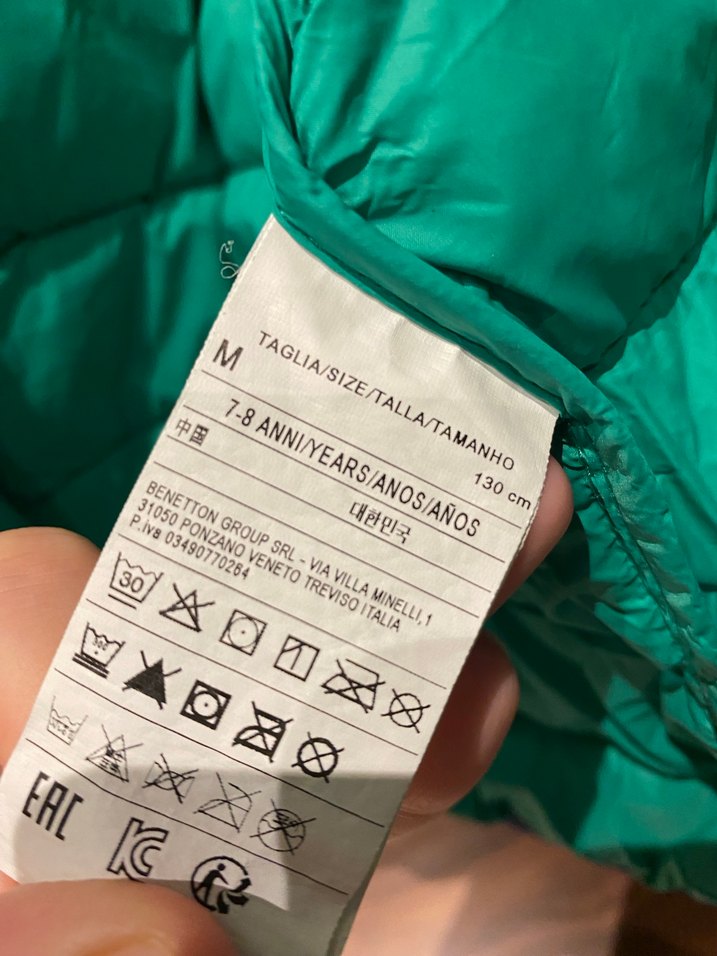 TAGLIA/SIZE/TALLA/TAMANHO
M 130 cm
7-8 ANNI/YEARS/ANOS/AÑOS
中国 대한민국
BENETTON GROUP SRL - VIA VILLA MINELLI,1
31050 PONZANO VENETO TREVISO ITALIA
P.iva 03490770264
30
EAC
KC